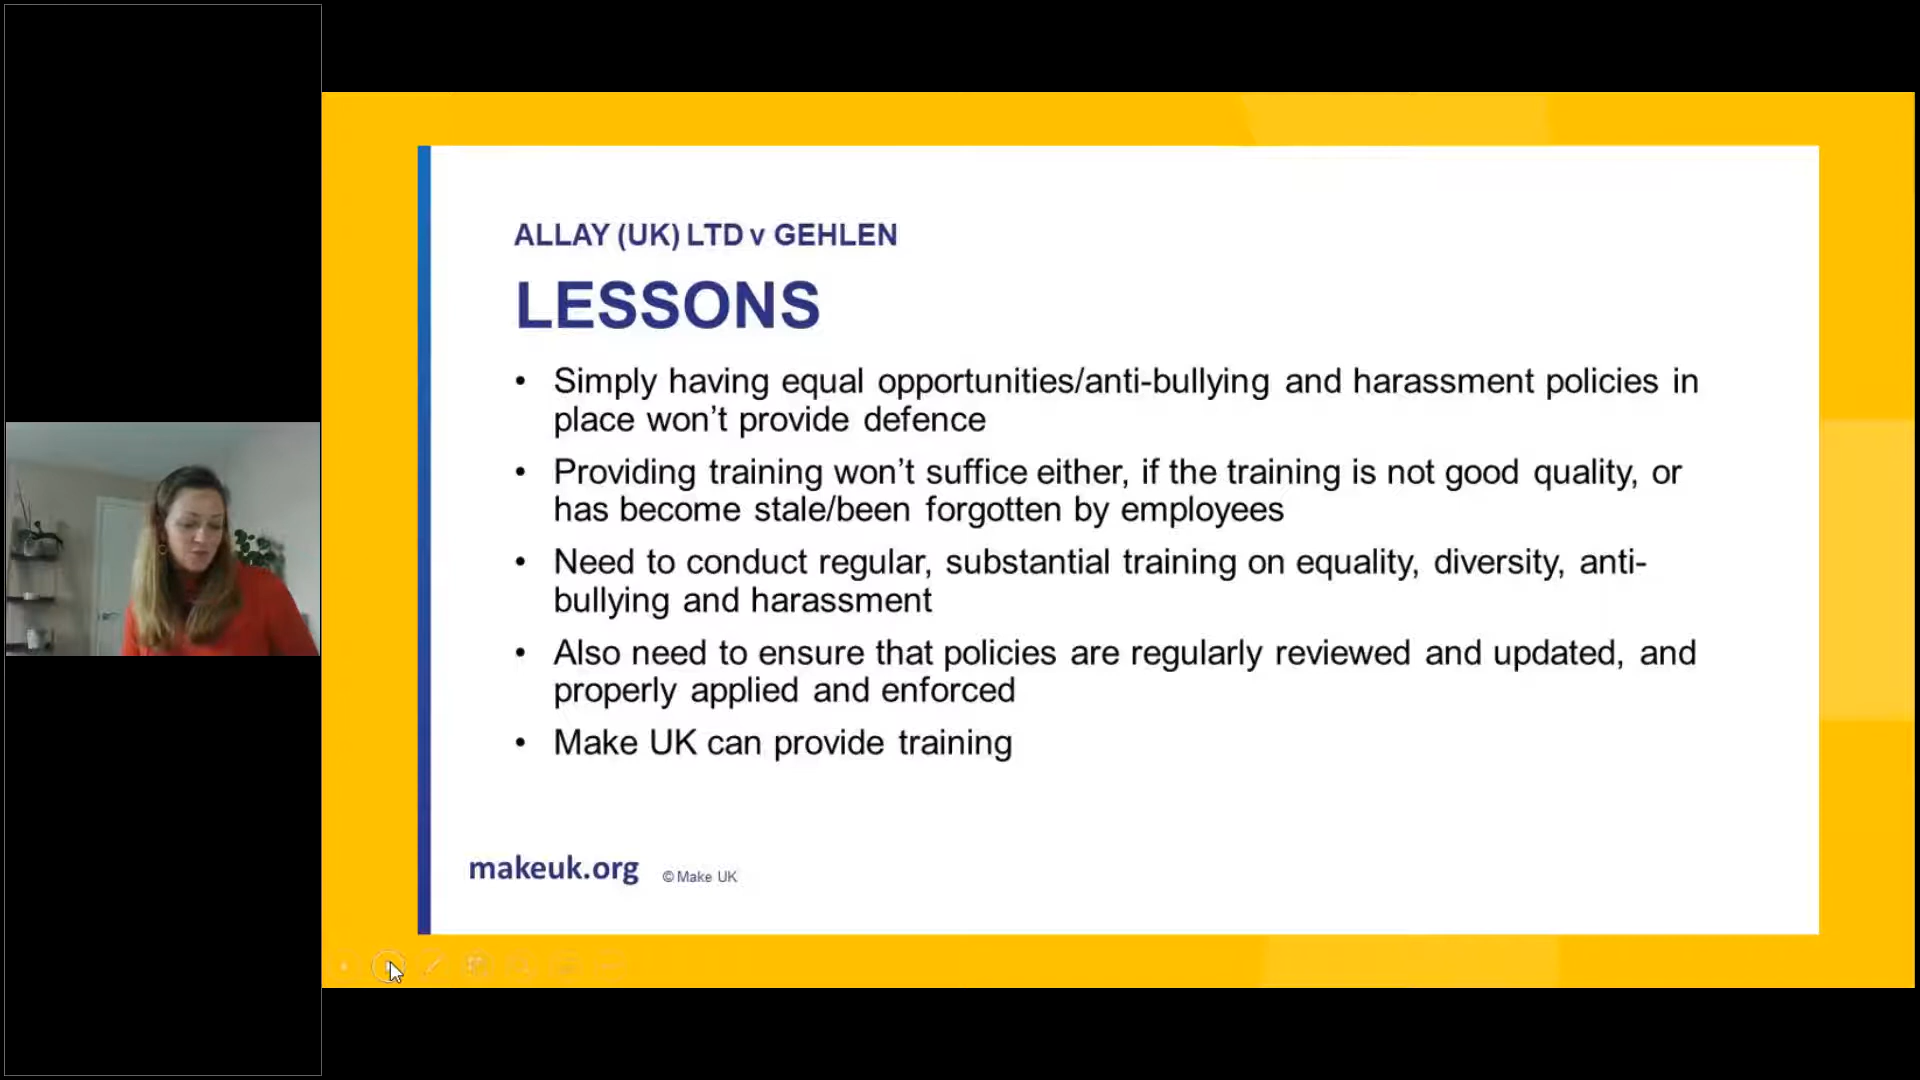 ALLAY (UK) LTD v GEHLEN
LESSONS
• Simply having equal opportunities/anti-bullying and harassment policies in
place won’t provide defence
• Providing training won’t suffice either, if the training is not good quality, or
has become stale/been forgotten by employees
• Need to conduct regular, substantial training on equality, diversity, anti-
bullying and harassment
• Also need to ensure that policies are regularly reviewed and updated, and
properly applied and enforced
• Make UK can provide training
makeuk.org © Make UK